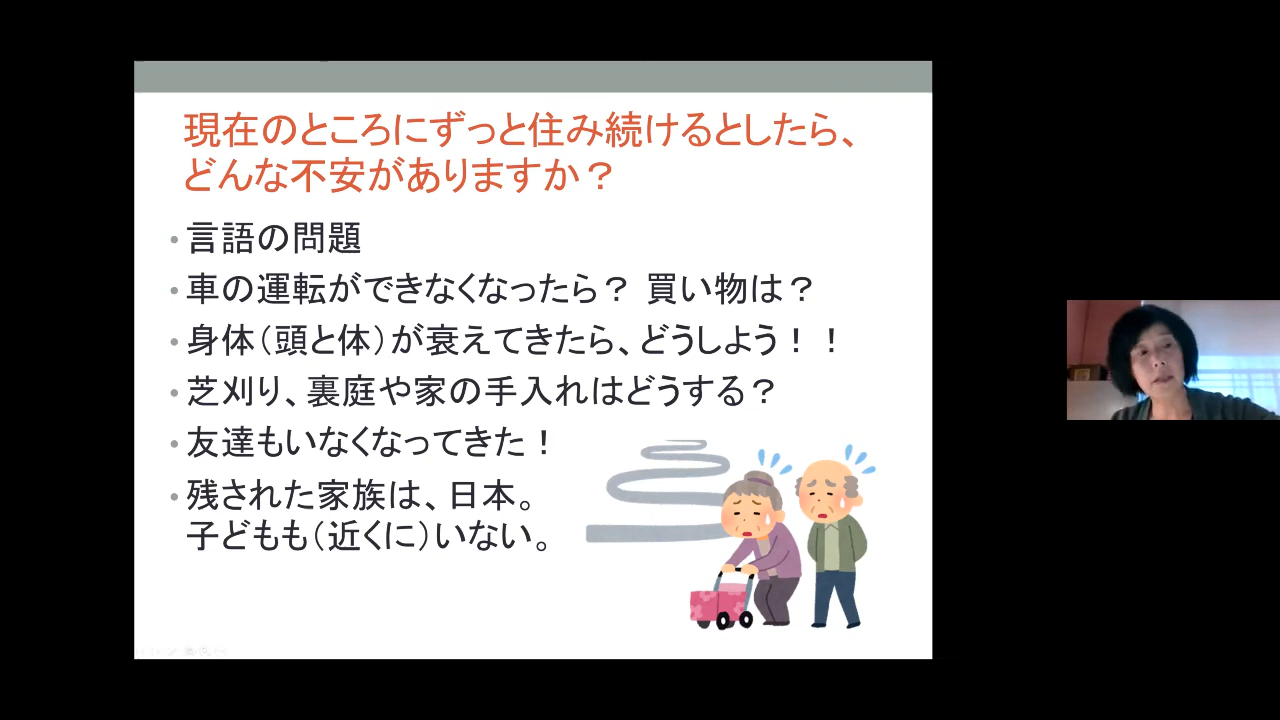 現在のところにずっと住み続けるとしたら、
どんな不安がありますか？
• 言語の問題
• 車の運転ができなくなったら？ 買い物は？
• 身体（頭と体）が衰えてきたら、どうしよう！！
• 芝刈り、裏庭や家の手入れはどうする？
• 友達もいなくなってきた！
• 残された家族は、日本。
子どもも（近くに）いない。